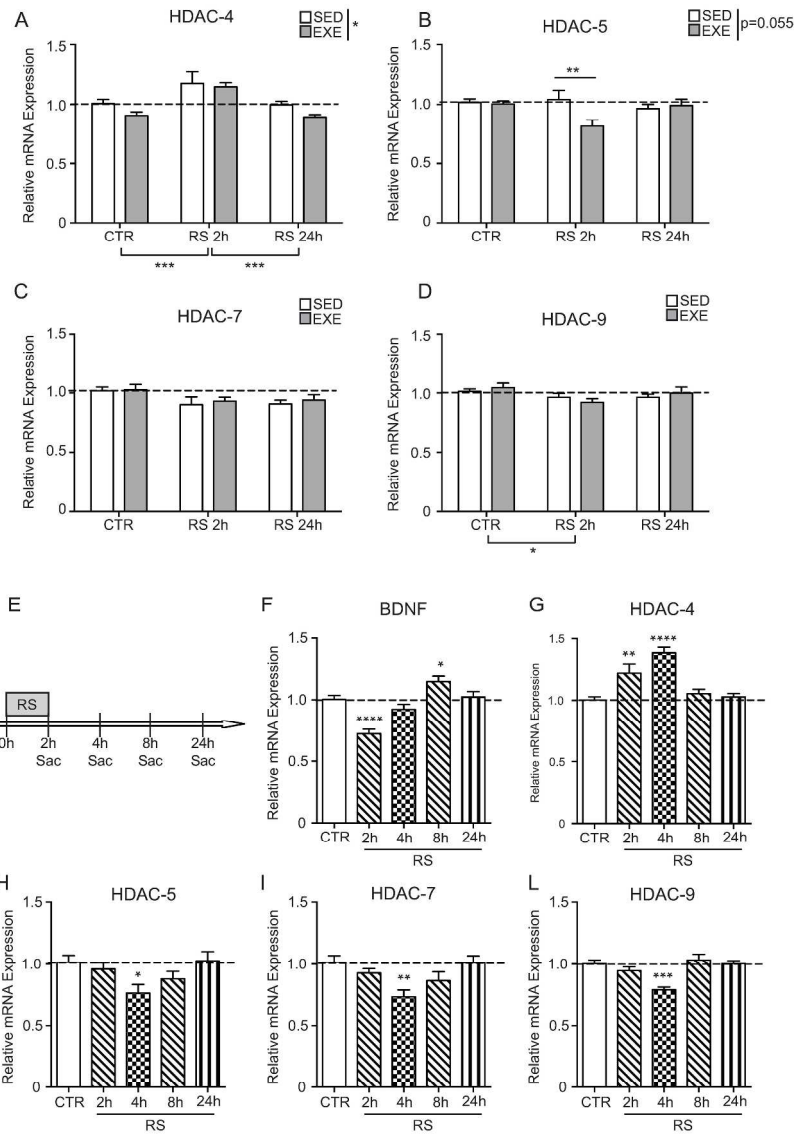 A
HDAC-4
SED
EXE
*
Relative mRNA Expression
1.5
1.0
0.5
0
CTR
RS 2h
RS 24h
***
***
B
HDAC-5
SED
EXE
p=0.055
Relative mRNA Expression
1.5
1.0
0.5
0
**
CTR
RS 2h
RS 24h
C
HDAC-7
SED
EXE
Relative mRNA Expression
1.5
1.0
0.5
0
CTR
RS 2h
RS 24h
D
HDAC-9
SED
EXE
Relative mRNA Expression
1.5
1.0
0.5
0
CTR
RS 2h
RS 24h
*
E
RS
0h 2h 4h 8h 24h
Sac Sac Sac Sac
F
BDNF
Relative mRNA Expression
1.5
1.0
0.5
0
****
*
CTR 2h 4h 8h 24h
RS
G
HDAC-4
Relative mRNA Expression
1.5
1.0
0.5
0
**
****
CTR 2h 4h 8h 24h
RS
H
HDAC-5
Relative mRNA Expression
1.5
1.0
0.5
0
*
CTR 2h 4h 8h 24h
RS
I
HDAC-7
Relative mRNA Expression
1.5
1.0
0.5
0
**
CTR 2h 4h 8h 24h
RS
L
HDAC-9
Relative mRNA Expression
1.5
1.0
0.5
0
***
CTR 2h 4h 8h 24h
RS